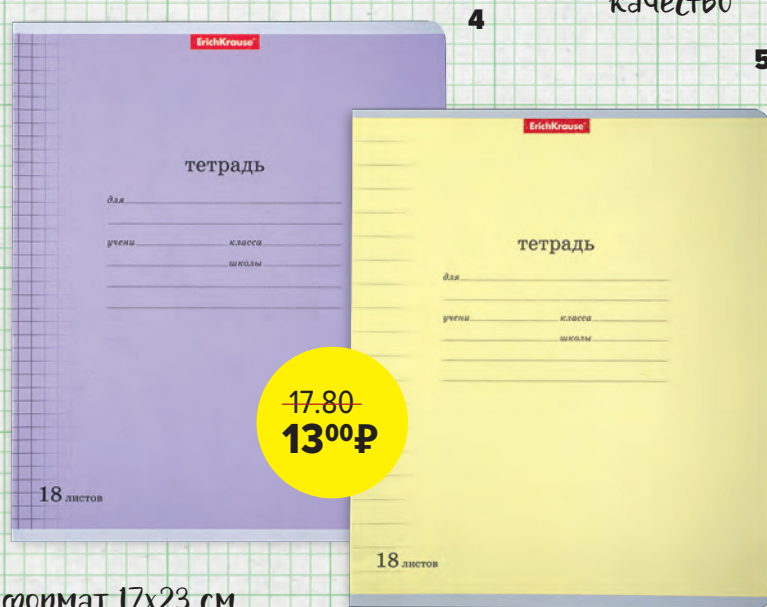 качество
4
5
ErichKrause
тетрадь
для
учени класса
школы
18 листов
ErichKrause
тетрадь
для
учени класса
школы
18 листов
17.80
13⁰⁰₽
формат 17x23 см